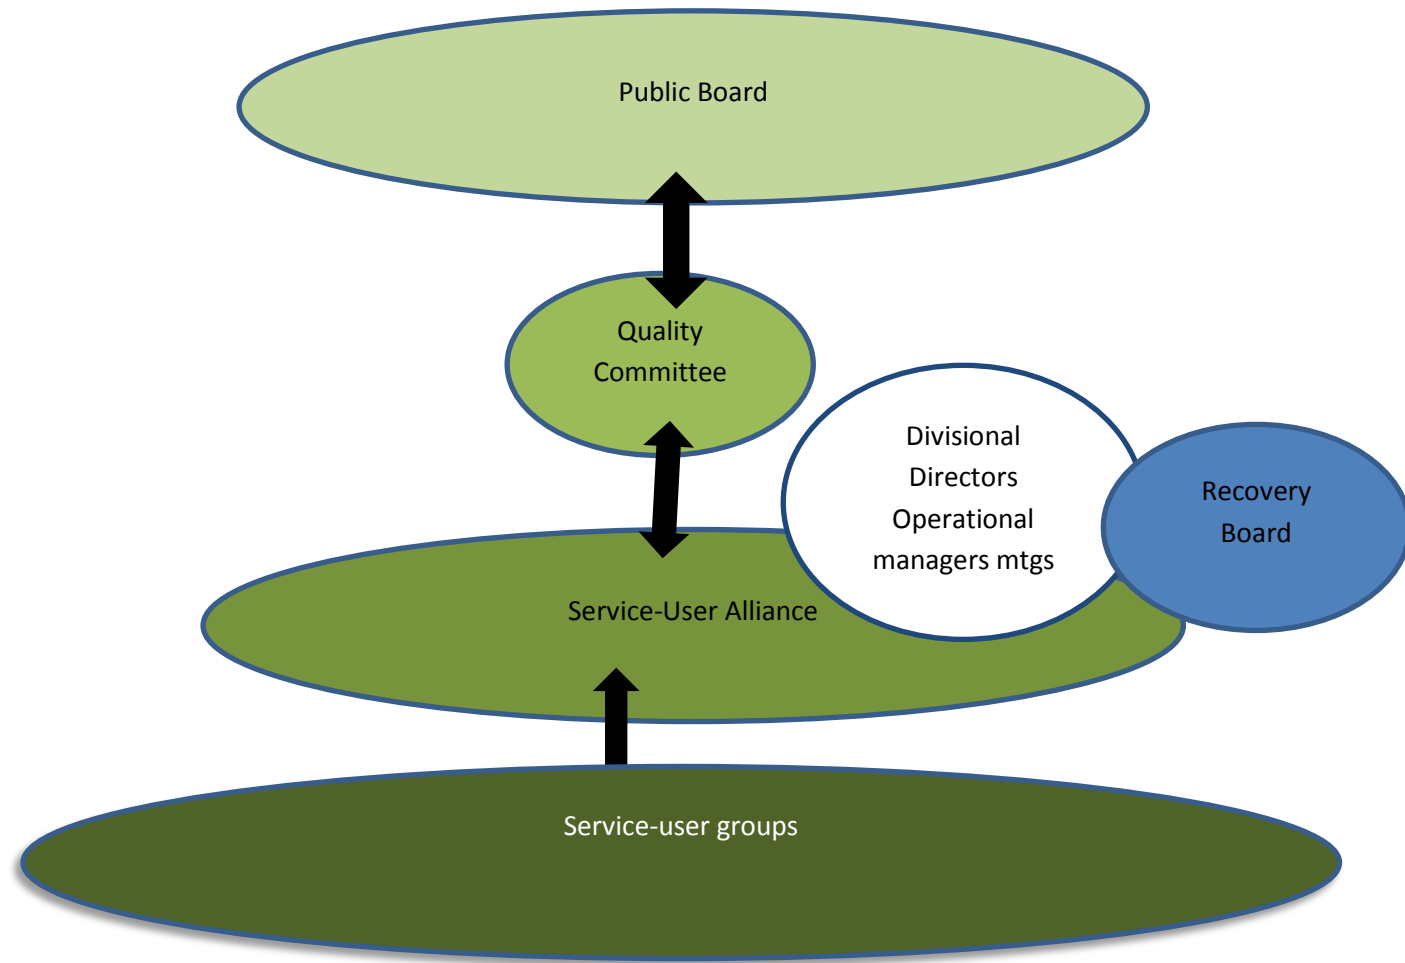 Public Board
Quality
Committee
Divisional
Directors
Operational
managers mtgs
Recovery
Board
Service-User Alliance
Service-user groups